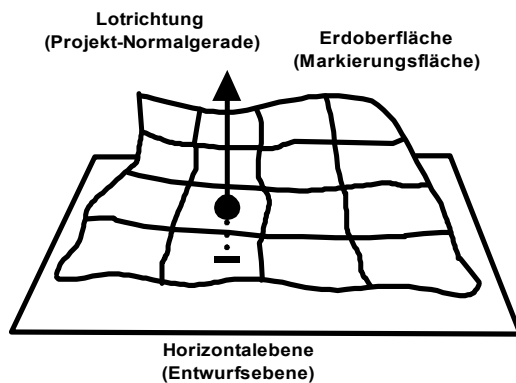 Lotrichtung
(Projekt-Normalgerade)
Erdoberfläche
(Markierungsfläche)
Horizontalebene
(Entwurfsebene)